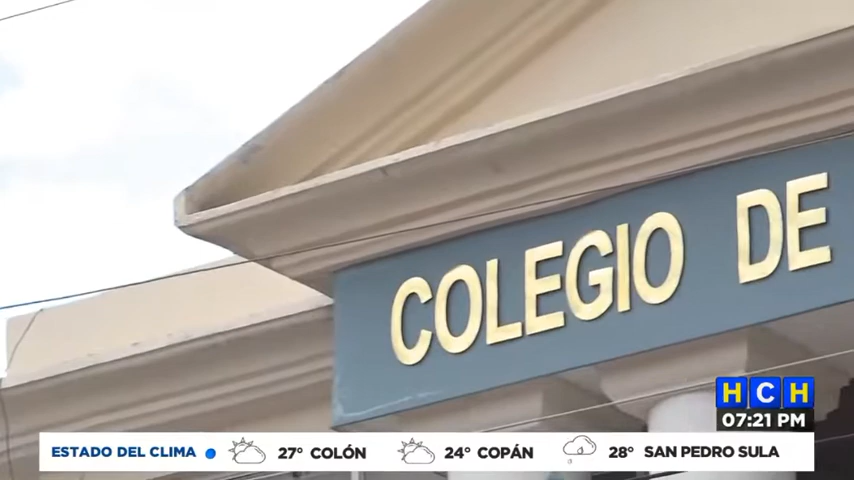 COLEGIO DE
HCH
07:21 PM
ESTADO DEL CLIMA 27° COLÓN 24° COPÁN 28° SAN PEDRO SULA